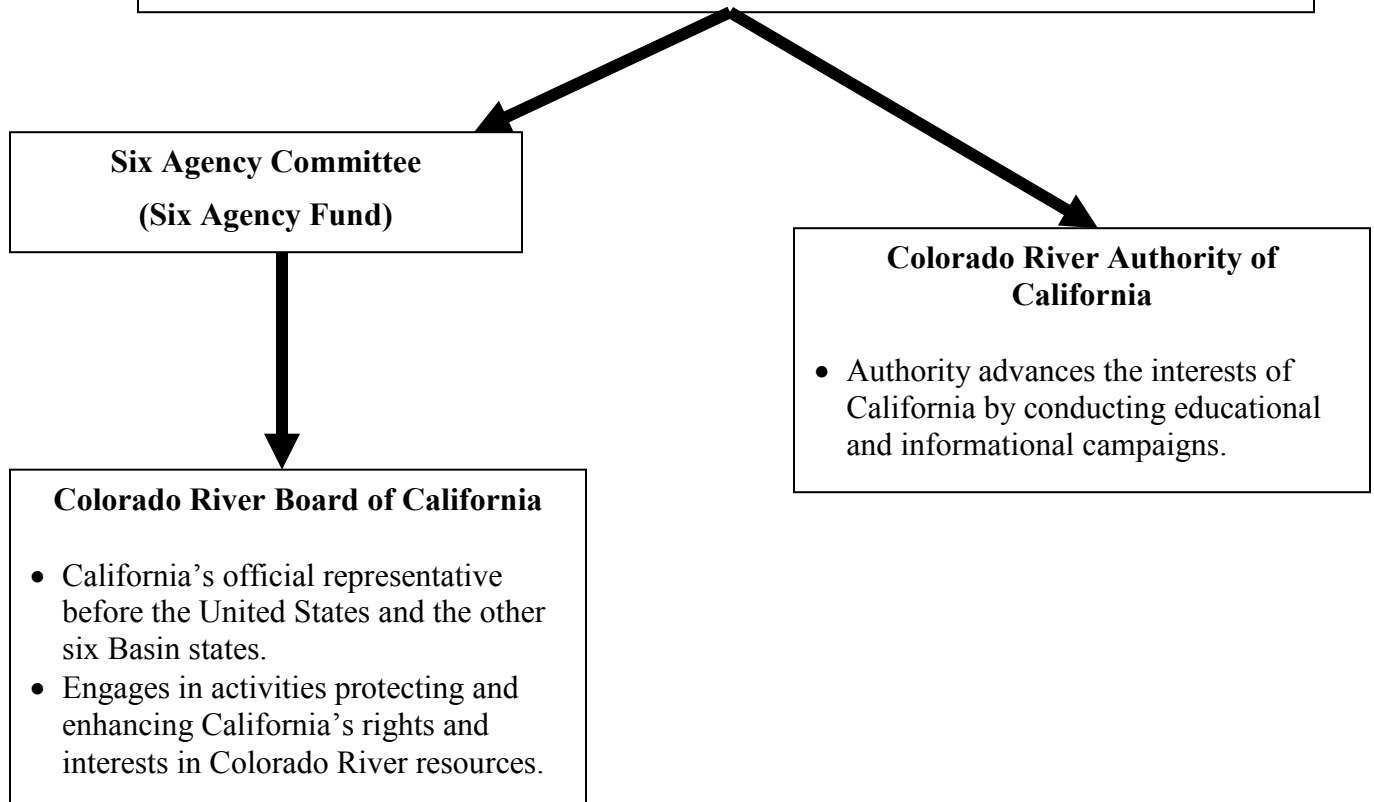 Six Agency Committee
(Six Agency Fund)
Colorado River Authority of
California
• Authority advances the interests of
California by conducting educational
and informational campaigns.
Colorado River Board of California
• California’s official representative
before the United States and the other
six Basin states.
• Engages in activities protecting and
enhancing California’s rights and
interests in Colorado River resources.